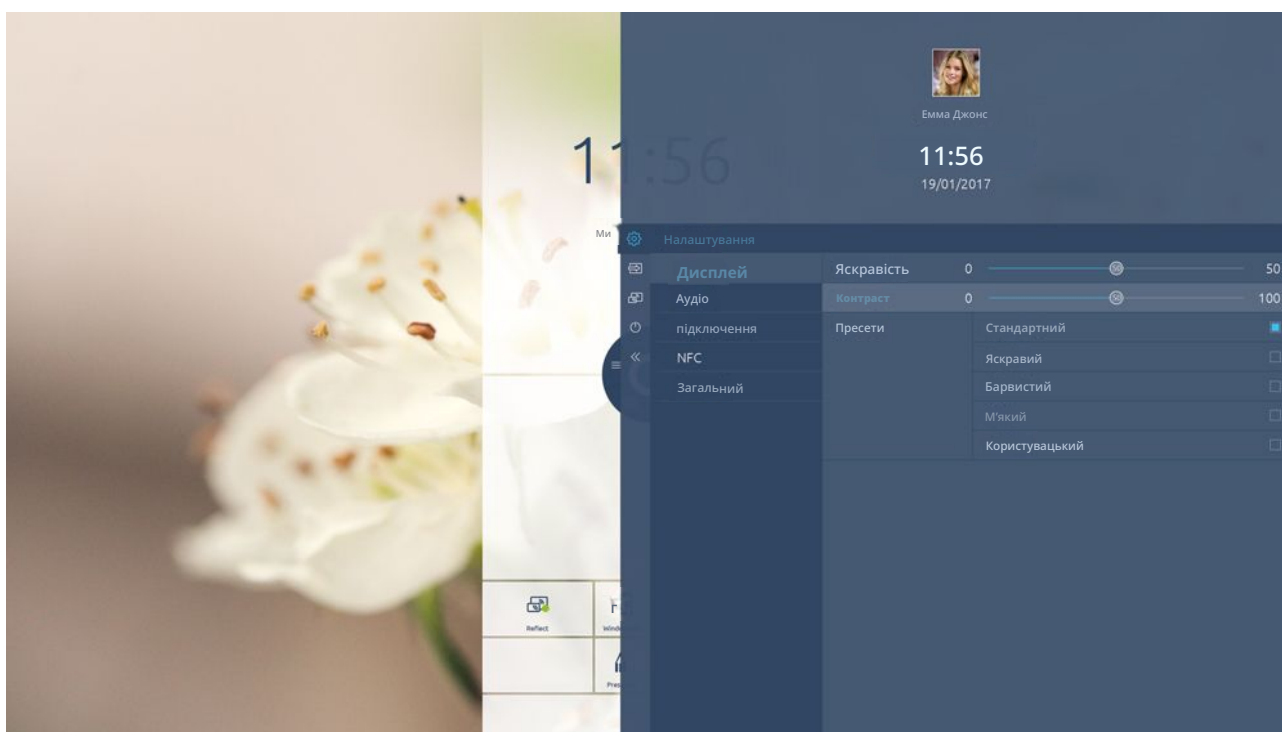 Емма Джонс
11:56
11:56
19/01/2017
Ми
Налаштування
Дисплей
Яскравість 0 50
Аудіо
Контраст 0 50 100
підключення
Пресети
Стандартний
NFC
Яскравий
Загальний
Барвистий
М'який
Користувацький
Reflect